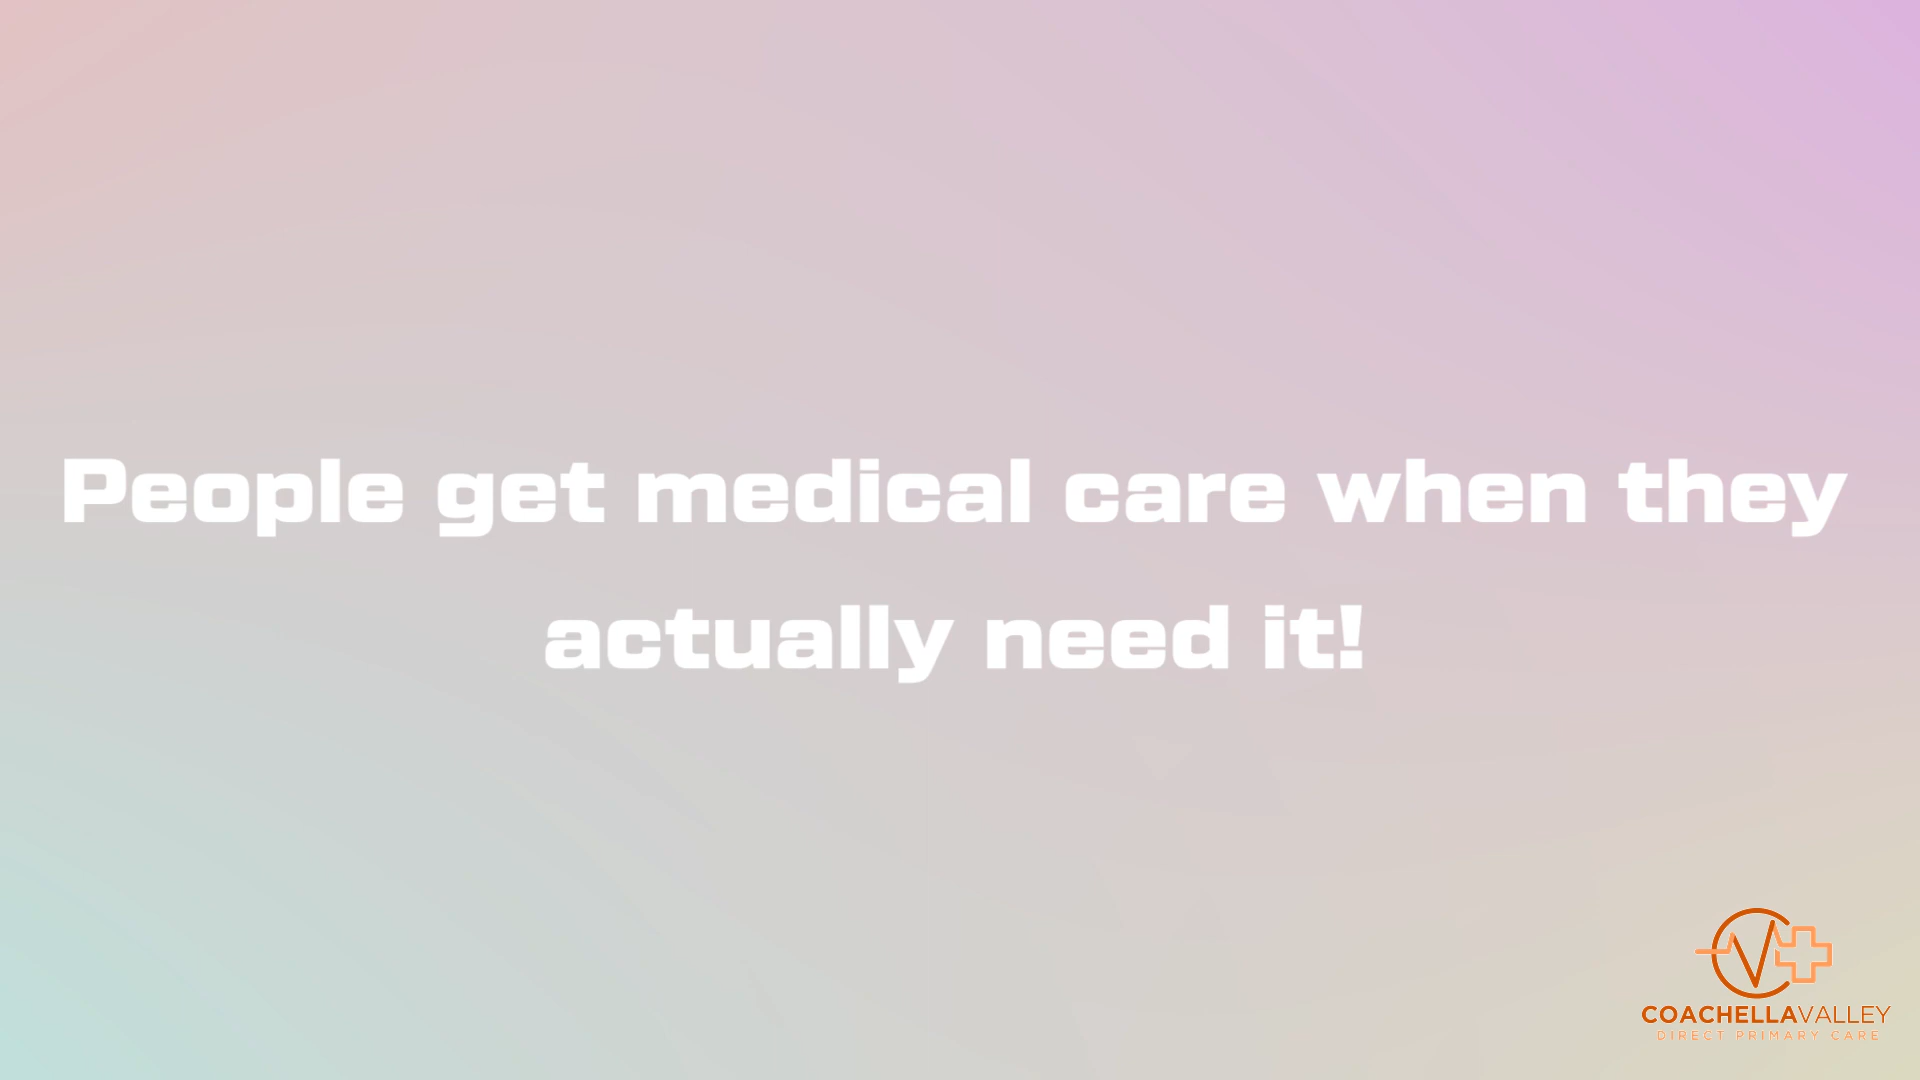 People get medical care when they
actually need it!
COACHELLAVALLEY
DIRECT PRIMARY CARE